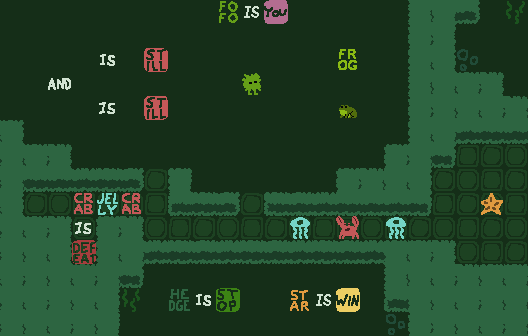 FOFO IS YOU
IS STILL FROG
AND
IS STILL
CRAB JELLY CRAB
IS
DEFEAT
HEDGE IS STOP STAR IS WIN